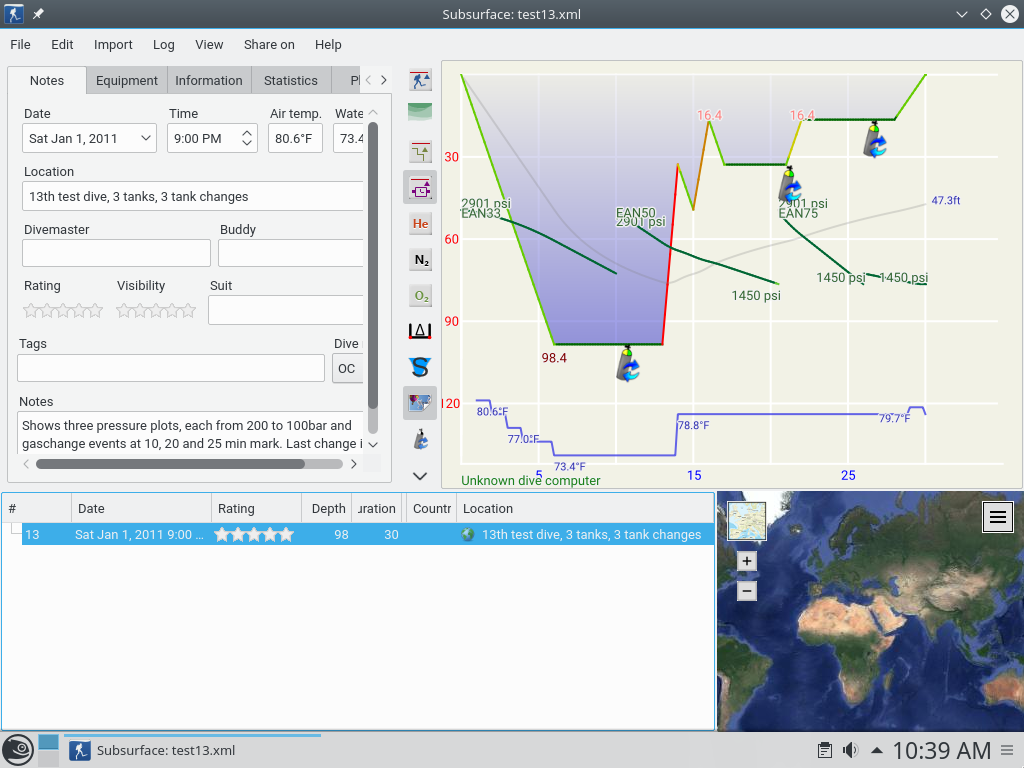 Subsurface: test13.xml
File Edit Import Log View Share on Help
Notes Equipment Information Statistics
Date Time Air temp.
Sat Jan 1, 2011 9:00 PM 80.6°F 73.4
Location
13th test dive, 3 tanks, 3 tank changes
Divemaster Buddy
Rating Visibility Suit
Tags Dive
OC
Notes
Shows three pressure plots, each from 200 to 100bar and
gaschange events at 10, 20 and 25 min mark. Last change i
He
N2
O2
30
60
90
120
16.4 16.4
2901 psi
EAN33
EAN50
2901 psi
2901 psi
EAN75
47.3ft
1450 psi
1450 psi
1450 psi
98.4
80.6°F
77.0°F
73.4°F
78.8°F
79.7°F
5 15 25
Unknown dive computer
# Date Rating Depth uration Countr Location
13 Sat Jan 1, 2011 9:00 ... 98 30 13th test dive, 3 tanks, 3 tank changes
+
−
Subsurface: test13.xml
10:39 AM